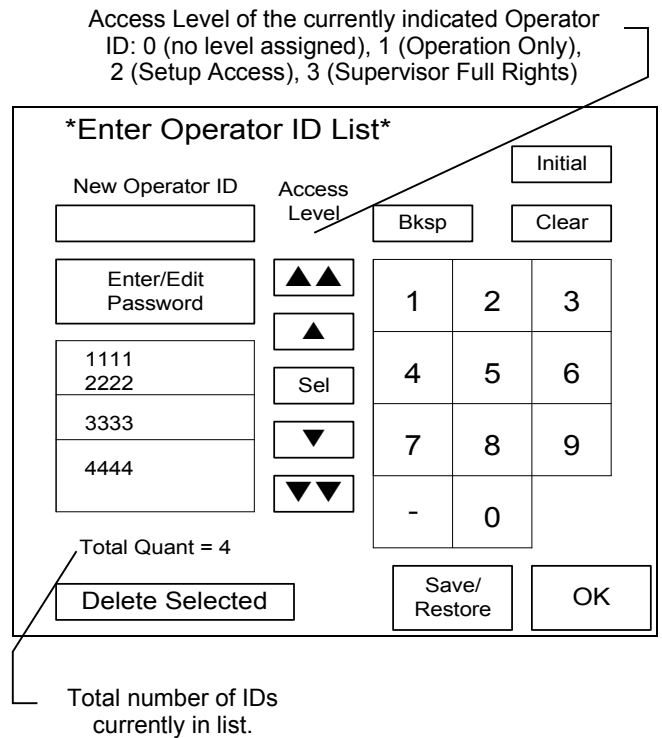 Access Level of the currently indicated Operator
ID: 0 (no level assigned), 1 (Operation Only),
2 (Setup Access), 3 (Supervisor Full Rights)
*Enter Operator ID List*
Initial
New Operator ID
Access
Level
Bksp
Clear
Enter/Edit
Password
▲▲
▲
Sel
▼
▼▼
1 2 3
4 5 6
7 8 9
- 0
1111
2222
3333
4444
Total Quant = 4
Delete Selected
Save/
Restore
OK
Total number of IDs
currently in list.